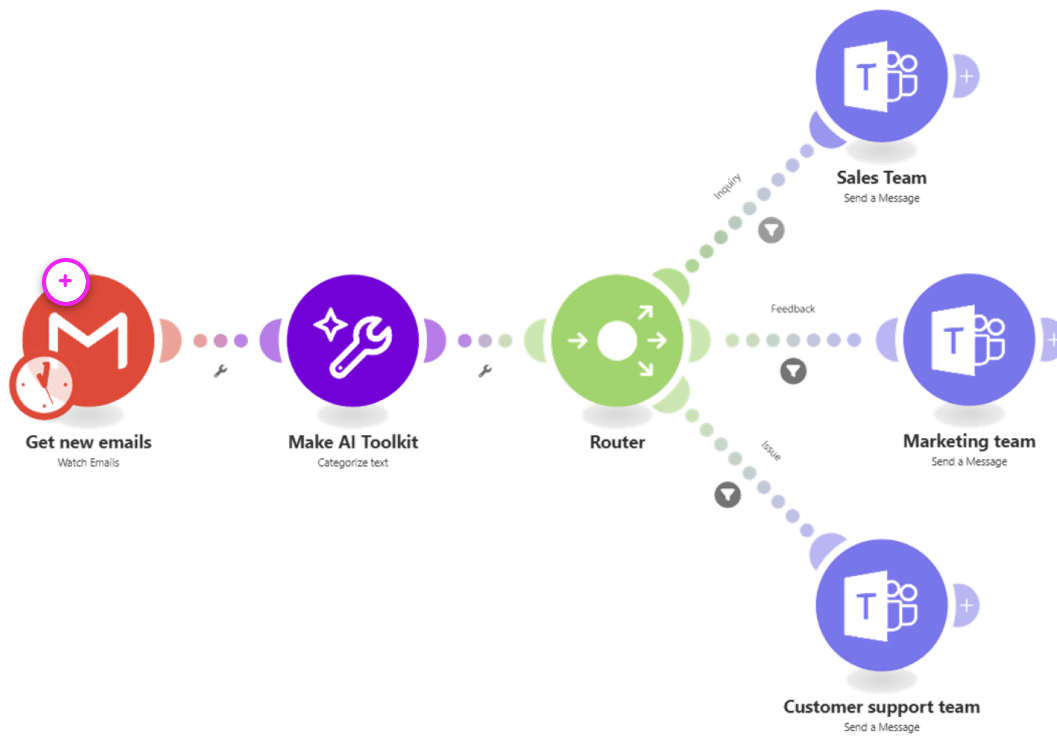 Sales Team
Send a Message
Inquiry
Feedback
Get new emails
Watch Emails
Make AI Toolkit
Categorize text
Router
Marketing team
Send a Message
Issue
Customer support team
Send a Message